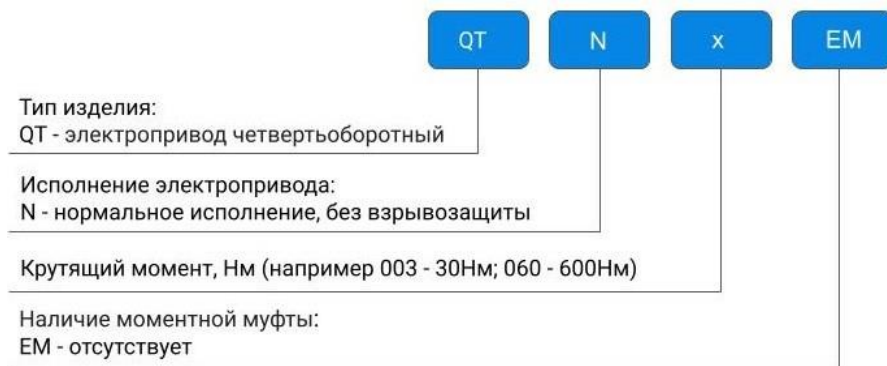 QT N x EM
Тип изделия:
QT - электропривод четвертьоборотный
Исполнение электропривода:
N - нормальное исполнение, без взрывозащиты
Крутящий момент, Нм (например 003 - 30Нм; 060 - 600Нм)
Наличие моментной муфты:
EM - отсутствует